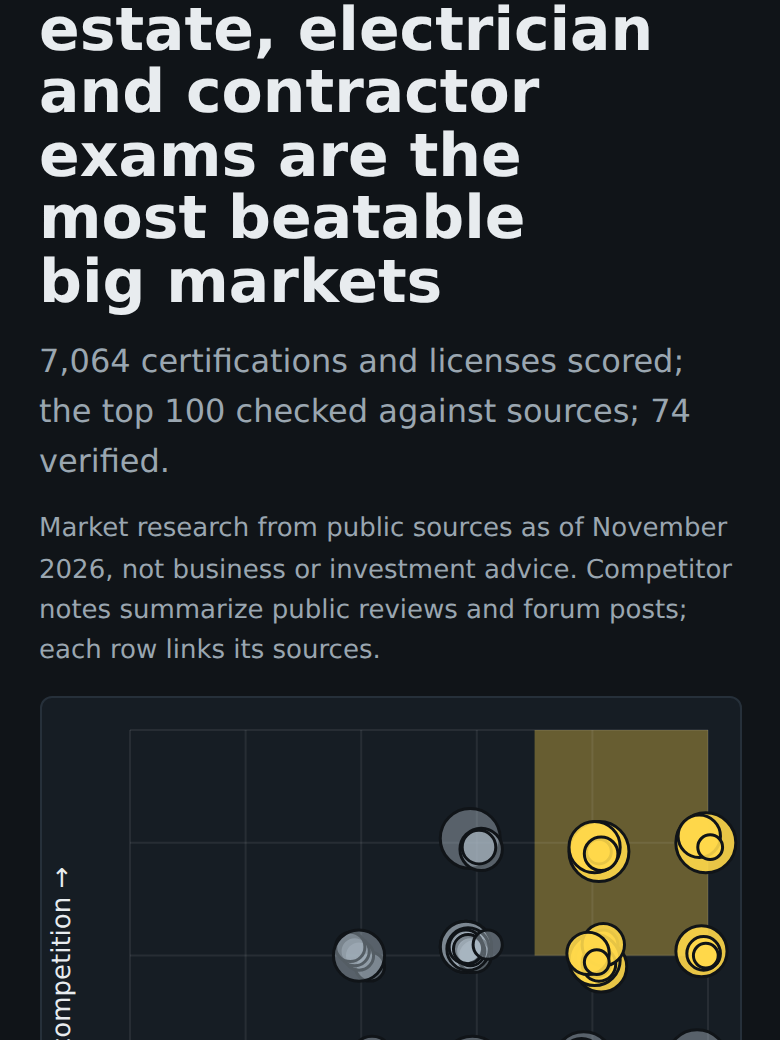 estate, electrician
and contractor
exams are the
most beatable
big markets
7,064 certifications and licenses scored;
the top 100 checked against sources; 74
verified.
Market research from public sources as of November
2026, not business or investment advice. Competitor
notes summarize public reviews and forum posts;
each row links its sources.
ompetition →